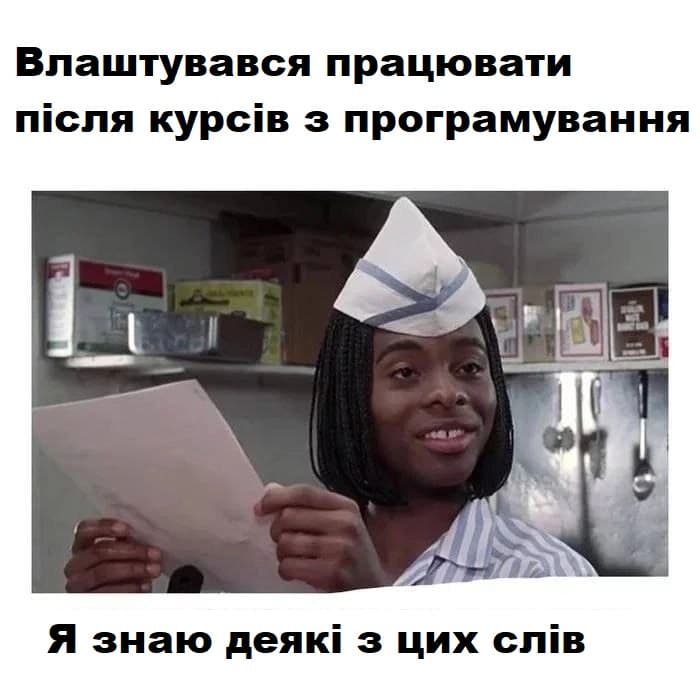 Влаштувався працювати
після курсів з програмування
Я знаю деякі з цих слів